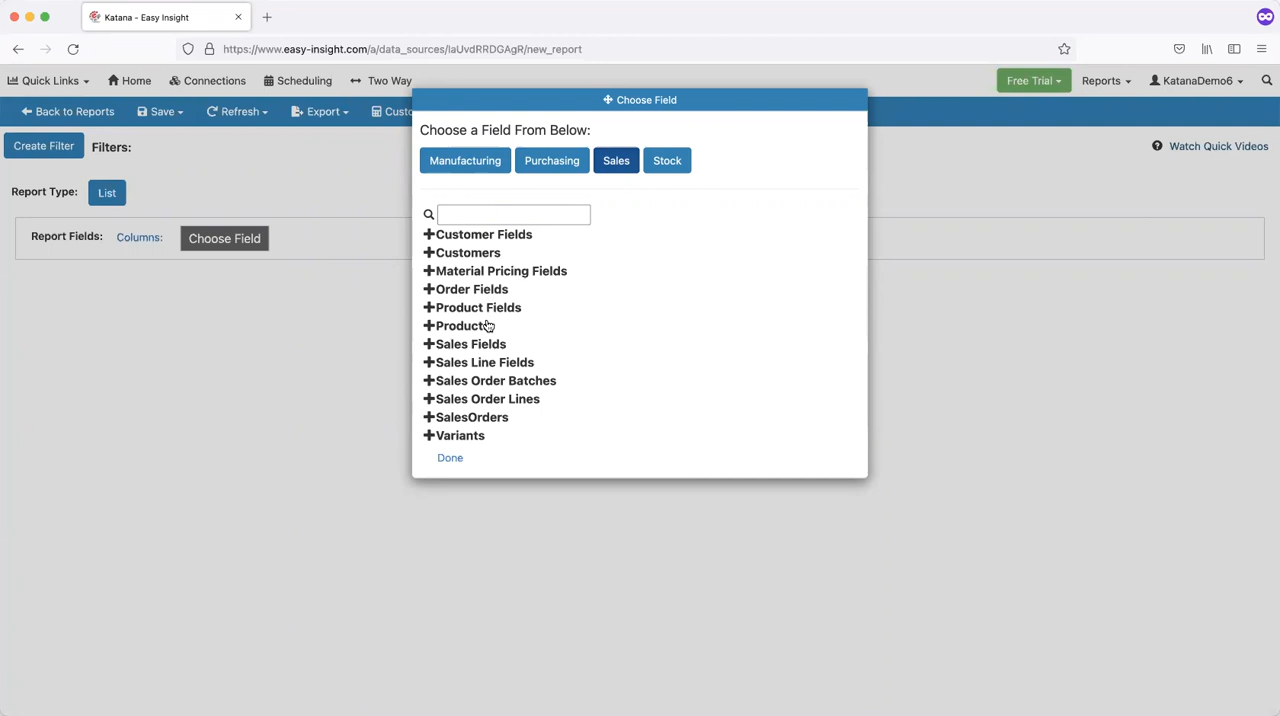 Katana - Easy Insight
https://www.easy-insight.com/a/data_sources/IaUvdRRDGAgR/new_report
Quick Links Home Connections Scheduling Two Way Free Trial Reports KatanaDemo6
Back to Reports Save Refresh Export Custo
Choose Field
Create Filter Filters: Watch Quick Videos
Report Type: List
Report Fields: Columns: Choose Field
Choose a Field From Below:
Manufacturing Purchasing Sales Stock
Customer Fields
Customers
Material Pricing Fields
Order Fields
Product Fields
Products
Sales Fields
Sales Line Fields
Sales Order Batches
Sales Order Lines
SalesOrders
Variants
Done